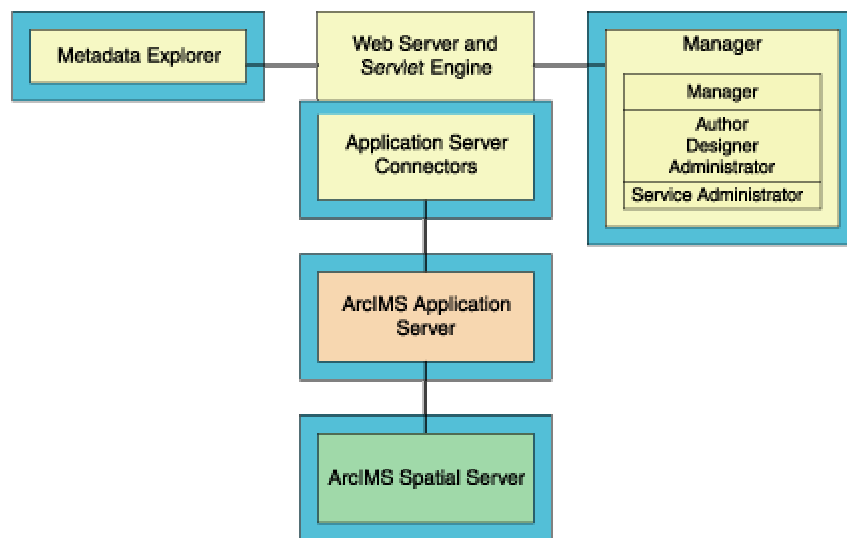 Metadata Explorer
Web Server and
Servlet Engine
Manager
Manager
Author
Designer
Administrator
Service Administrator
Application Server
Connectors
ArcIMS Application
Server
ArcIMS Spatial Server